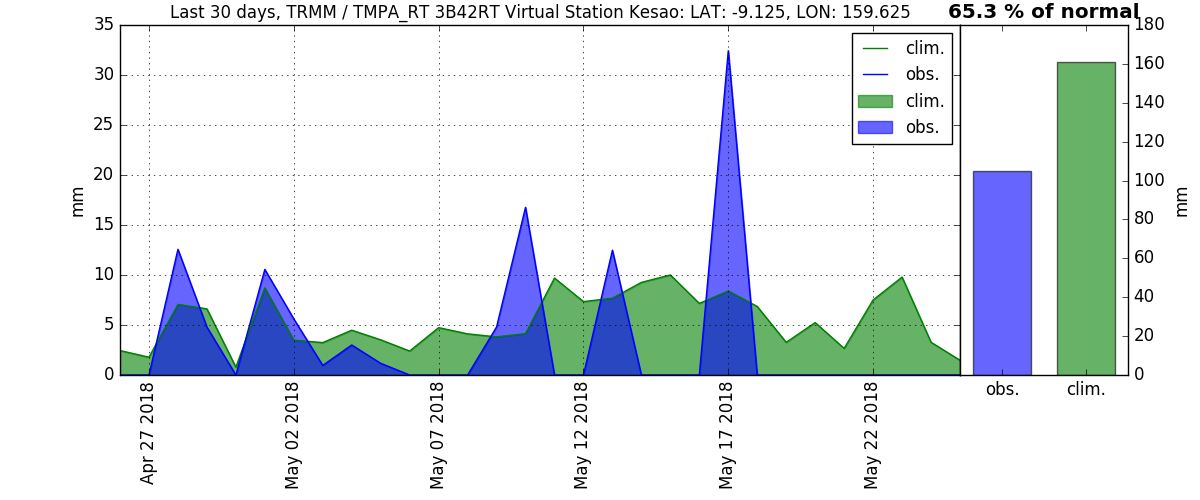 Last 30 days, TRMM / TMPA_RT 3B42RT Virtual Station Kesao: LAT: -9.125, LON: 159.625
65.3 % of normal
35
30
25
20
15
10
5
0
mm
clim.
obs.
clim.
obs.
Apr 27 2018
May 02 2018
May 07 2018
May 12 2018
May 17 2018
May 22 2018
180
160
140
120
100
80
60
40
20
0
mm
obs.
clim.